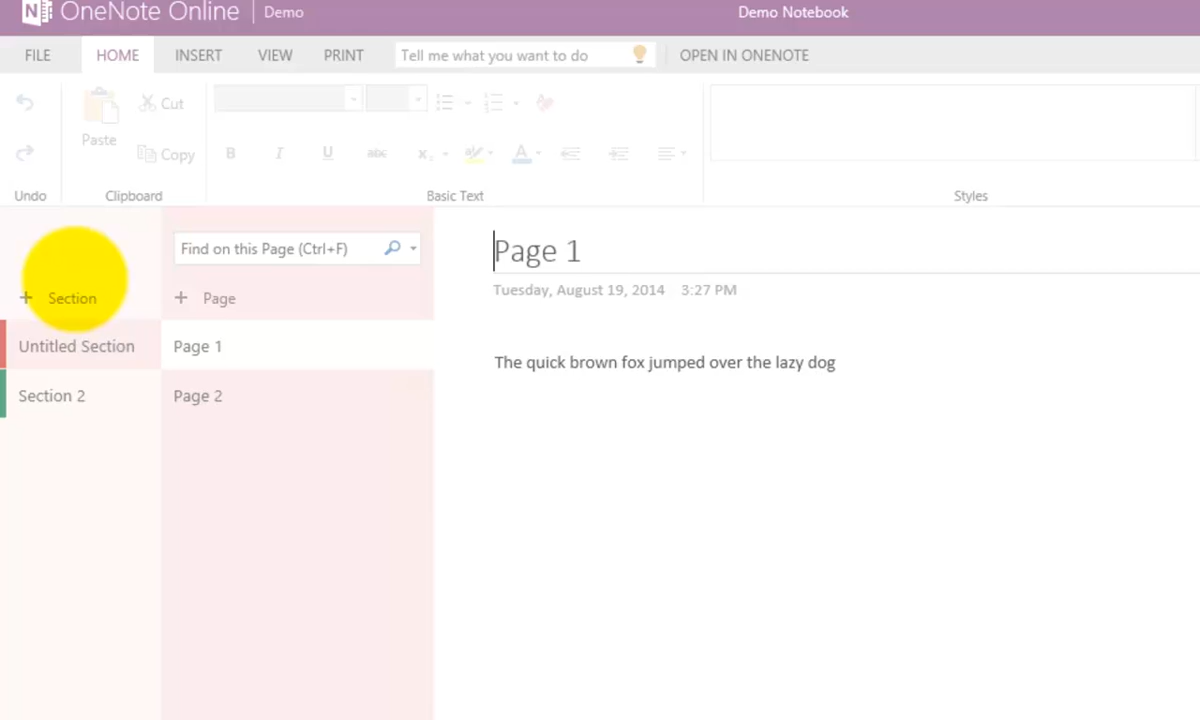 OneNote Online Demo Demo Notebook
FILE HOME INSERT VIEW PRINT Tell me what you want to do OPEN IN ONENOTE
Cut
Paste
Copy
B I U abc x A
Undo Clipboard Basic Text Styles
Find on this Page (Ctrl+F)
+ Section + Page
Untitled Section Page 1
Section 2 Page 2
Page 1
Tuesday, August 19, 2014 3:27 PM
The quick brown fox jumped over the lazy dog